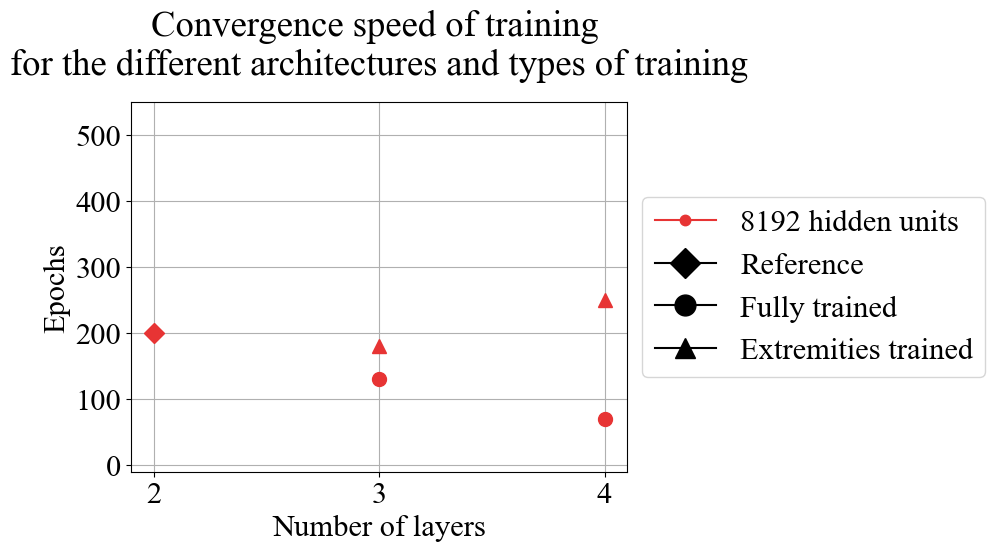 Convergence speed of training
for the different architectures and types of training
500
400
300
200
100
0
Epochs
2
3
4
Number of layers
8192 hidden units
Reference
Fully trained
Extremities trained